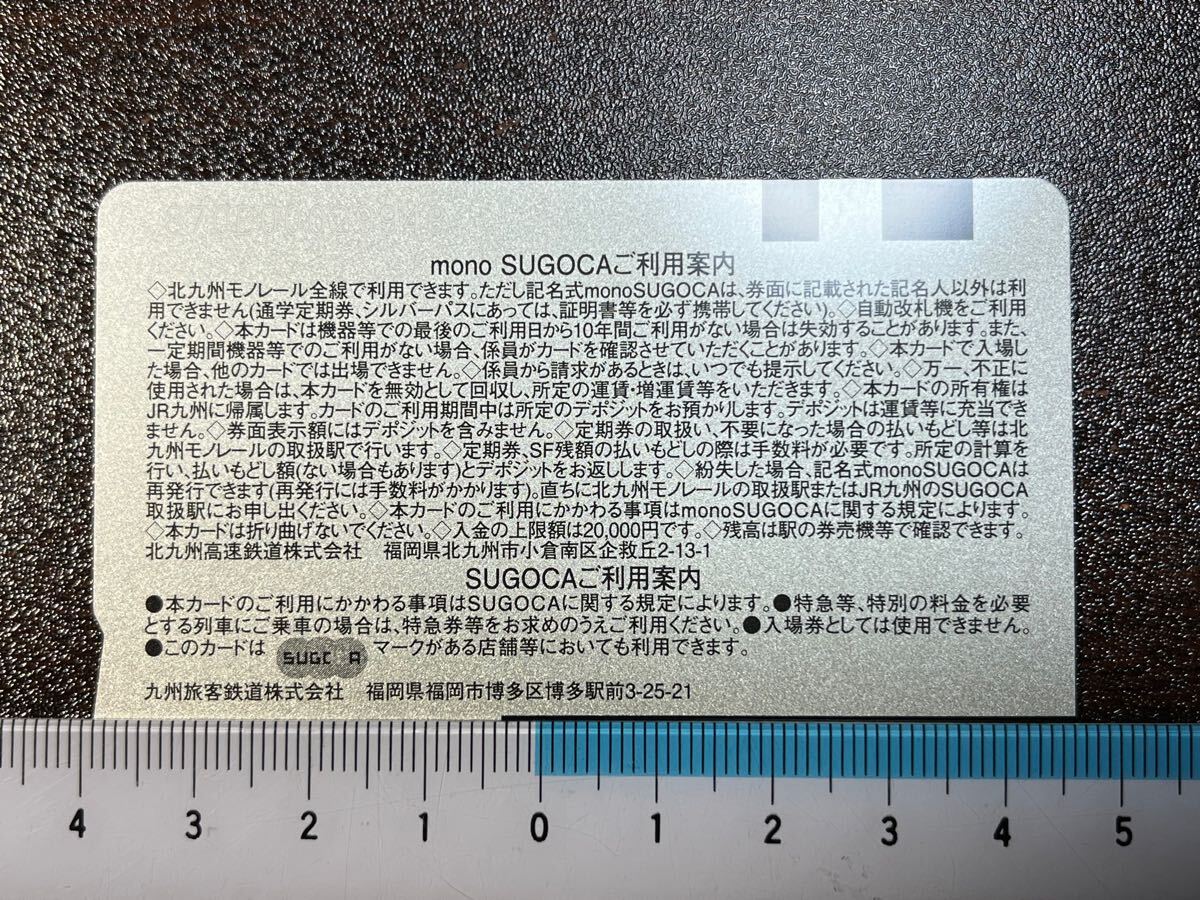 mono SUGOCAご利用案内
◇北九州モノレール全線で利用できます。ただし記名式monoSUGOCAは、券面に記載された記名人以外は利
用できません(通学定期券、シルバーパスにあっては、証明書等を必ず携帯してください)。◇自動改札機をご利用
ください。◇本カードは機器等での最後のご利用日から10年間ご利用がない場合は失効することがあります。また、
一定期間機器等でのご利用がない場合、係員がカードを確認させていただくことがあります。◇本カードで入場し
た場合、他のカードでは出場できません。◇係員から請求があるときは、いつでも提示してください。◇万一、不正に
使用された場合は、本カードを無効として回収し、所定の運賃・増運賃等をいただきます。◇本カードの所有権は
JR九州に帰属します。カードのご利用期間中は所定のデポジットをお預かりします。デポジットは運賃等に充当でき
ません。◇券面表示額にはデポジットを含みません。◇定期券の取扱い、不要になった場合の払いもどし等は北
九州モノレールの取扱駅で行います。◇定期券、SF残額の払いもどしの際は手数料が必要です。所定の計算を
行い、払いもどし額(ない場合もあります)とデポジットをお返しします。◇紛失した場合、記名式monoSUGOCAは
再発行できます(再発行には手数料がかかります)。直ちに北九州モノレールの取扱駅またはJR九州のSUGOCA
取扱駅にお申し出ください。◇本カードのご利用にかかわる事項はmonoSUGOCAに関する規定によります。
◇本カードは折り曲げないでください。◇入金の上限額は20,000円です。◇残高は駅の券売機等で確認できます。
北九州高速鉄道株式会社 福岡県北九州市小倉南区企救丘2-13-1
SUGOCAご利用案内
●本カードのご利用にかかわる事項はSUGOCAに関する規定によります。●特急等、特別の料金を必要
とする列車にご乗車の場合は、特急券等をお求めのうえご利用ください。●入場券としては使用できません。
●このカードは SUGOCA マークがある店舗等においても利用できます。
九州旅客鉄道株式会社 福岡県福岡市博多区博多駅前3-25-21
4 3 2 1 0 1 2 3 4 5